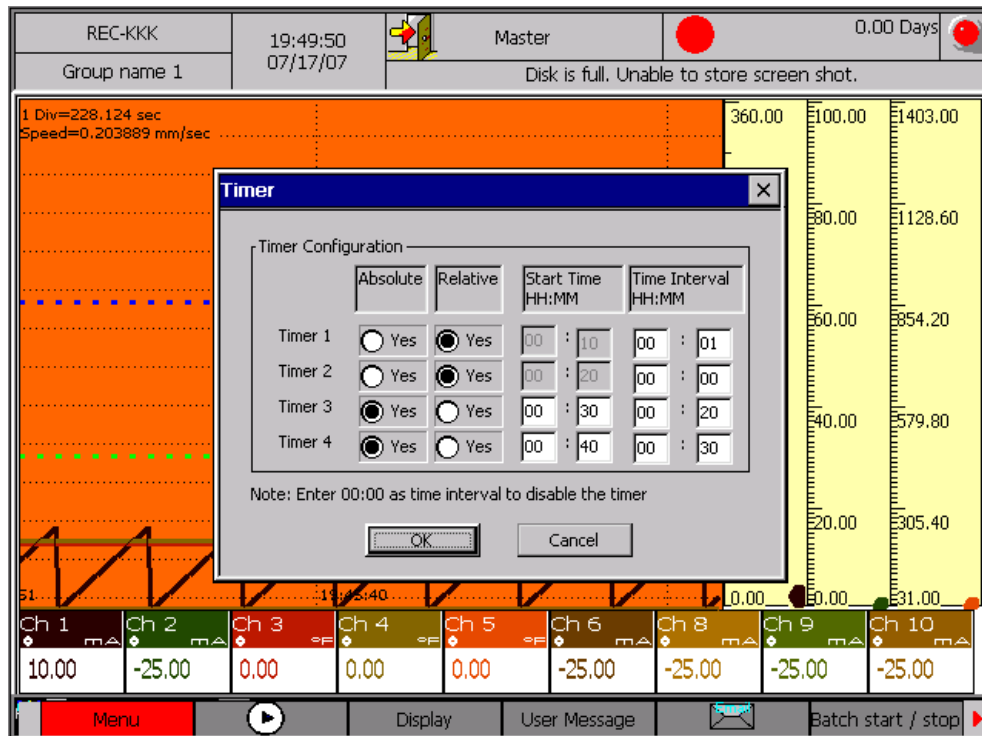 REC-KKK
Group name 1
19:49:50
07/17/07
Master
0.00 Days
Disk is full. Unable to store screen shot.
1 Div=228.124 sec
Speed=0.203889 mm/sec
360.00
100.00
1403.00
80.00
1128.60
60.00
854.20
40.00
579.80
20.00
305.40
0.00
0.00
31.00
Timer
Timer Configuration
Absolute Relative Start Time HH:MM Time Interval HH:MM
Timer 1 Yes Yes 00 : 10 00 : 01
Timer 2 Yes Yes 00 : 20 00 : 00
Timer 3 Yes Yes 00 : 30 00 : 20
Timer 4 Yes Yes 00 : 40 00 : 30
Note: Enter 00:00 as time interval to disable the timer
OK Cancel
51
19:45:40
Ch 1 Ch 2 Ch 3 Ch 4 Ch 5 Ch 6 Ch 8 Ch 9 Ch 10
mA mA °F °F °F mA mA mA mA
10.00 -25.00 0.00 0.00 0.00 -25.00 -25.00 -25.00 -25.00
Menu Display User Message Batch start / stop